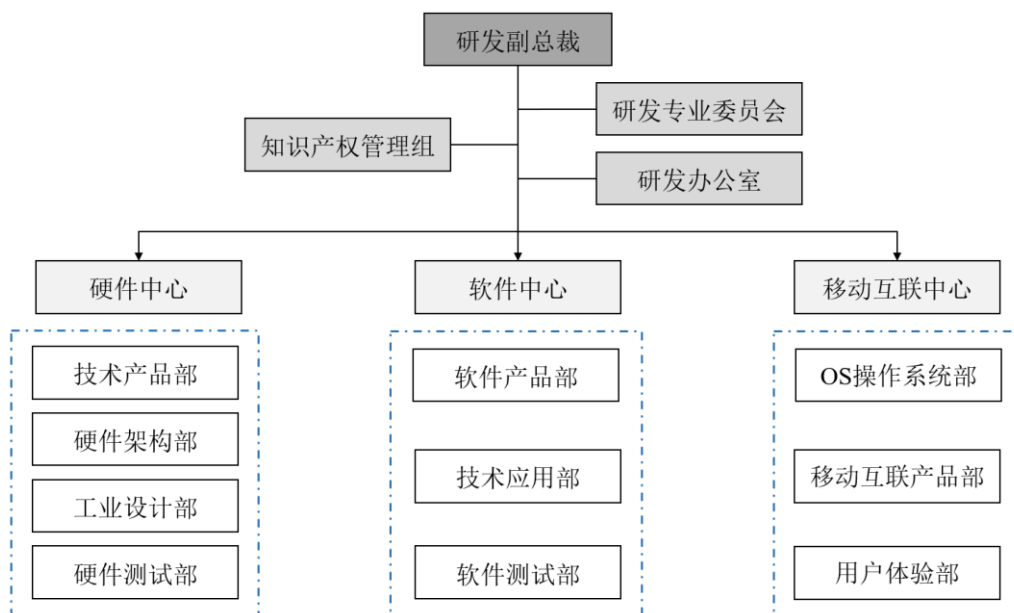 研发副总裁
研发专业委员会
知识产权管理组
研发办公室
硬件中心
软件中心
移动互联中心
技术产品部
硬件架构部
工业设计部
硬件测试部
软件产品部
技术应用部
软件测试部
OS操作系统部
移动互联产品部
用户体验部